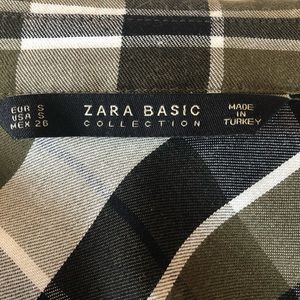 EUR S
USA S
MEX 26
ZARA BASIC
COLLECTION
MADE
IN
TURKEY